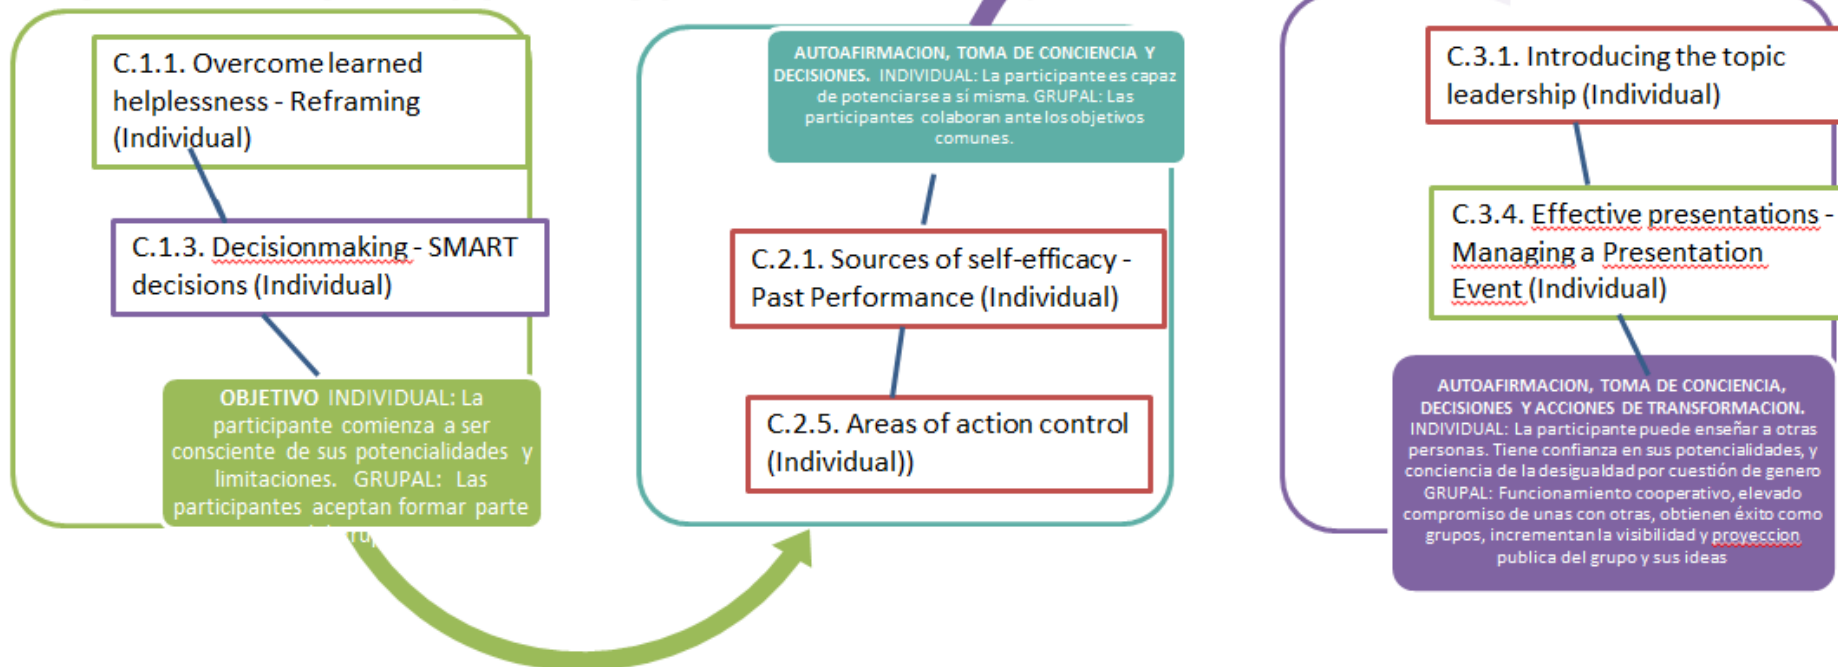 C.1.1. Overcome learned
helplessness - Reframing
(Individual)
C.1.3. Decisionmaking - SMART
decisions (Individual)
OBJETIVO INDIVIDUAL: La
participante comienza a ser
consciente de sus potencialidades y
limitaciones. GRUPAL: Las
participantes aceptan formar parte
AUTOAFIRMACION, TOMA DE CONCIENCIA Y
DECISIONES. INDIVIDUAL: La participante es capaz
de potenciarse a sí misma. GRUPAL: Las
participantes colaboran ante los objetivos
comunes.
C.2.1. Sources of self-efficacy -
Past Performance (Individual)
C.2.5. Areas of action control
(Individual))
C.3.1. Introducing the topic
leadership (Individual)
C.3.4. Effective presentations -
Managing a Presentation
Event (Individual)
AUTOAFIRMACION, TOMA DE CONCIENCIA,
DECISIONES Y ACCIONES DE TRANSFORMACION.
INDIVIDUAL: La participante puede enseñar a otras
personas. Tiene confianza en sus potencialidades, y
conciencia de la desigualdad por cuestión de genero
GRUPAL: Funcionamiento cooperativo, elevado
compromiso de unas con otras, obtienen éxito como
grupos, incrementan la visibilidad y proyeccion
publica del grupo y sus ideas